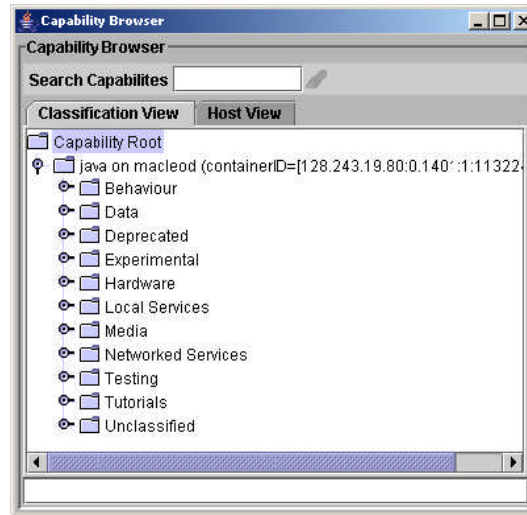 Capability Browser
Capability Browser
Search Capabilites
Classification View Host View
Capability Root
java on macleod (containerID=[128.243.19.80:0.140
Behaviour
Data
Deprecated
Experimental
Hardware
Local Services
Media
Networked Services
Testing
Tutorials
Unclassified